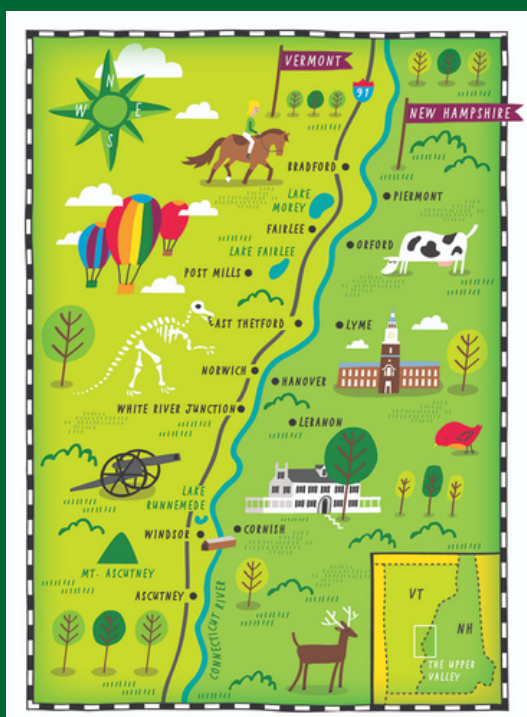 N
W E
S
VERMONT
91
NEW HAMPSHIRE
BRADFORD
PIERMONT
LAKE
MOREY
FAIRLEE
ORFORD
LAKE FAIRLEE
POST MILLS
EAST THETFORD
LYME
NORWICH
HANOVER
WHITE RIVER JUNCTION
LEBANON
LAKE
RUNNEMEDE
WINDSOR
CORNISH
MT. ASCUTNEY
ASCUTNEY
CONNECTICUT RIVER
VT
NH
THE UPPER
VALLEY